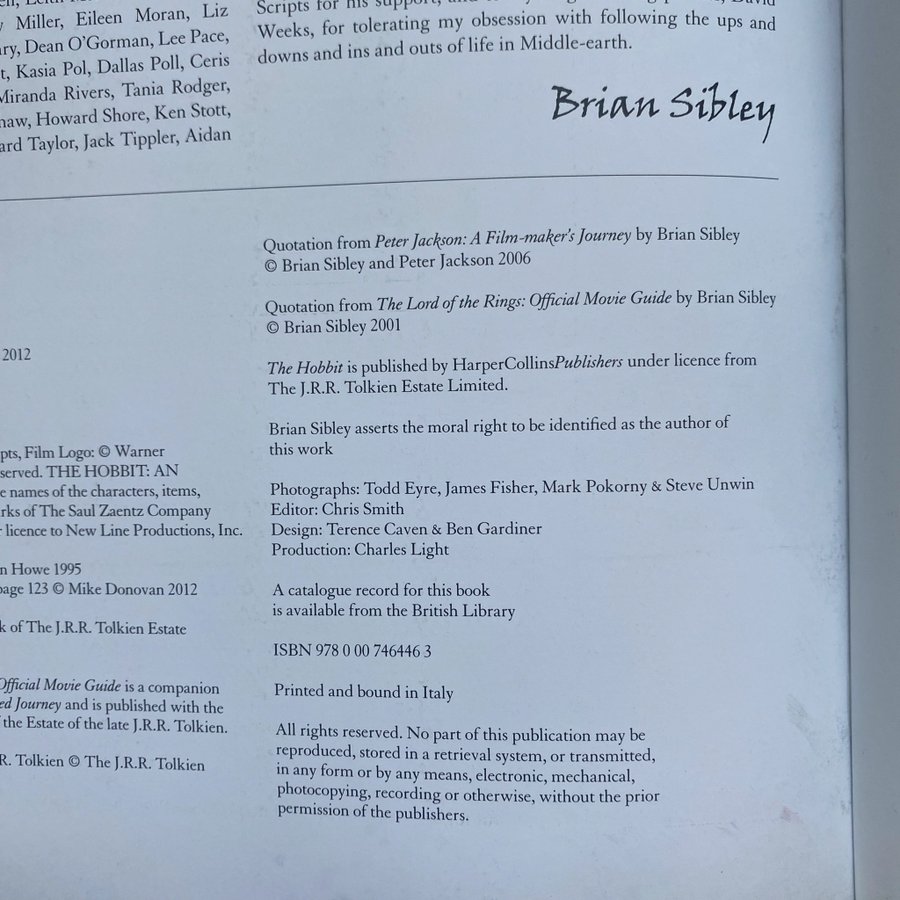 Miller, Eileen Moran, Liz
Dean O'Gorman, Lee Pace,
Kasia Pol, Dallas Poll, Ceris
Miranda Rivers, Tania Rodger,
Howard Shore, Ken Stott,
Taylor, Jack Tippler, Aidan
Scripts for his support, and
Weeks, for tolerating my obsession with following the ups and
downs and ins and outs of life in Middle-earth.
Brian Sibley
2012
pts, Film Logo: © Warner
served. THE HOBBIT: AN
e names of the characters, items,
rks of The Saul Zaentz Company
r licence to New Line Productions, Inc.
n Howe 1995
page 123 © Mike Donovan 2012
k of The J.R.R. Tolkien Estate
Official Movie Guide is a companion
ed Journey and is published with the
f the Estate of the late J.R.R. Tolkien.
R. Tolkien © The J.R.R. Tolkien
Quotation from Peter Jackson: A Film-maker's Journey by Brian Sibley
© Brian Sibley and Peter Jackson 2006
Quotation from The Lord of the Rings: Official Movie Guide by Brian Sibley
© Brian Sibley 2001
The Hobbit is published by HarperCollinsPublishers under licence from
The J.R.R. Tolkien Estate Limited.
Brian Sibley asserts the moral right to be identified as the author of
this work
Photographs: Todd Eyre, James Fisher, Mark Pokorny & Steve Unwin
Editor: Chris Smith
Design: Terence Caven & Ben Gardiner
Production: Charles Light
A catalogue record for this book
is available from the British Library
ISBN 978 0 00 746446 3
Printed and bound in Italy
All rights reserved. No part of this publication may be
reproduced, stored in a retrieval system, or transmitted,
in any form or by any means, electronic, mechanical,
photocopying, recording or otherwise, without the prior
permission of the publishers.